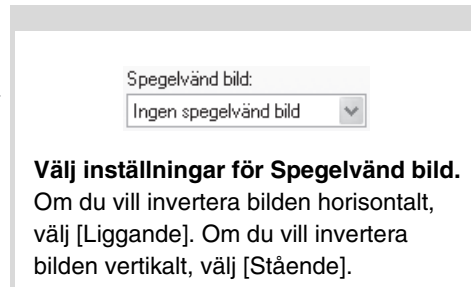 Spegelvänd bild:
Ingen spegelvänd bild
Välj inställningar för Spegelvänd bild.
Om du vill invertera bilden horisontalt,
välj [Liggande]. Om du vill invertera
bilden vertikalt, välj [Stående].